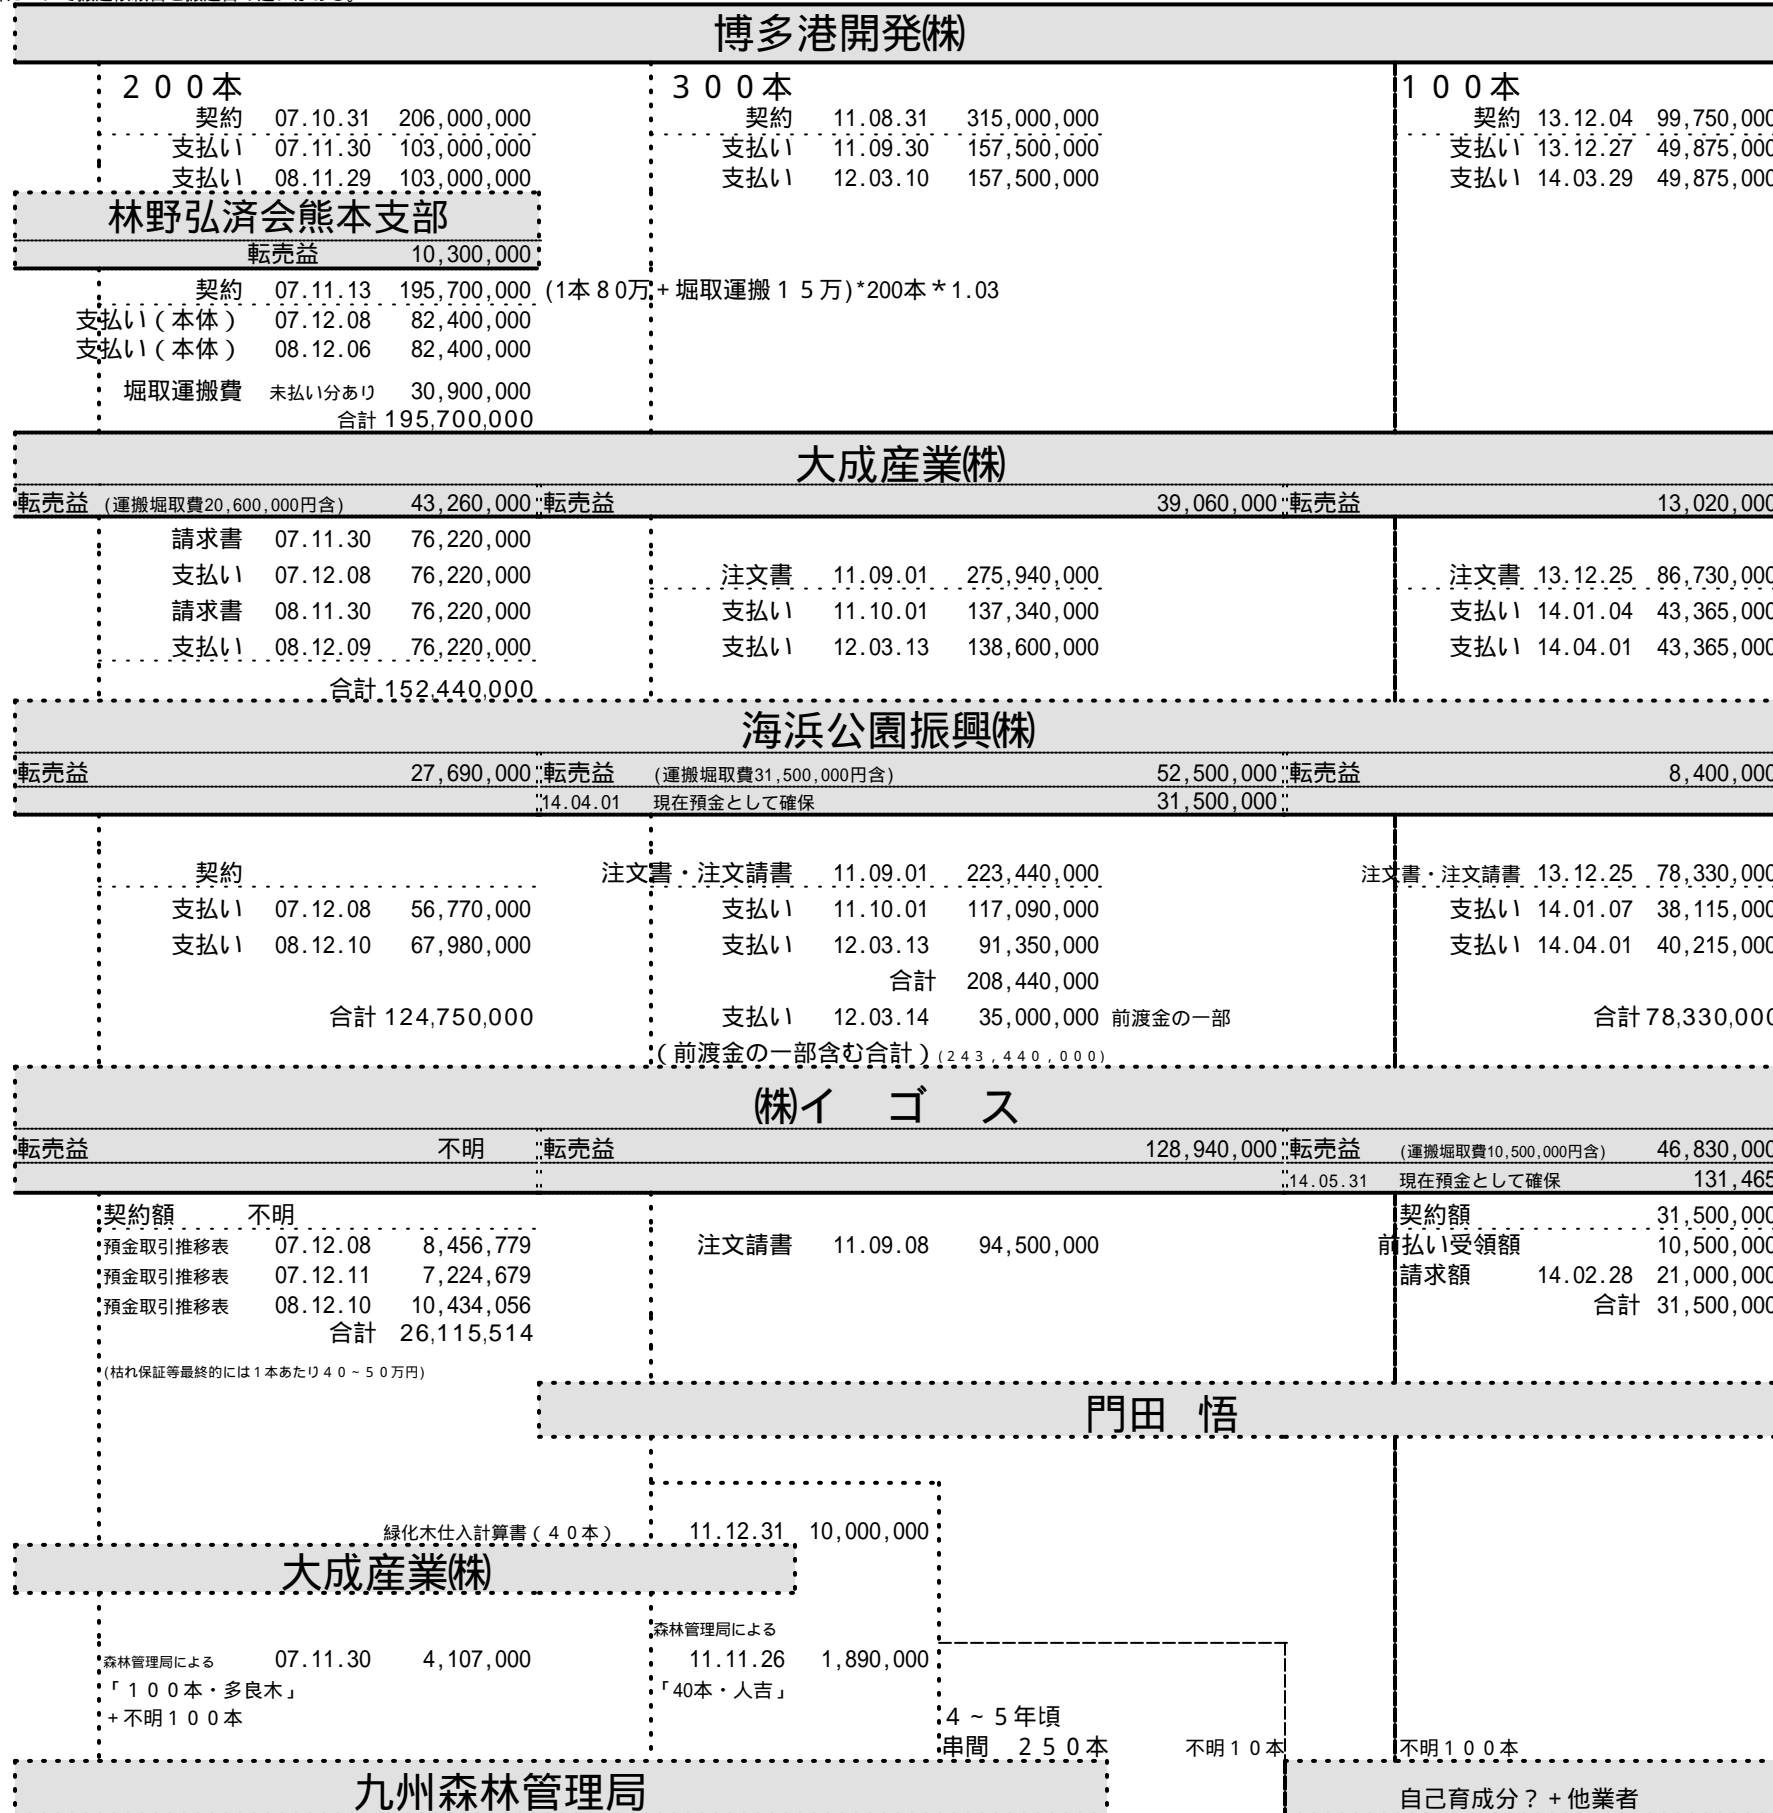 博多港開発㈱
２００本 ３００本 １００本
契約 07.10.31 206,000,000 契約 11.08.31 315,000,000 契約 13.12.04 99,750,000
支払い 07.11.30 103,000,000 支払い 11.09.30 157,500,000 支払い 13.12.27 49,875,000
支払い 08.11.29 103,000,000 支払い 12.03.10 157,500,000 支払い 14.03.29 49,875,000
林野弘済会熊本支部
転売益 10,300,000
契約 07.11.13 195,700,000 (1本８0万+堀取運搬１５万)*200本＊1.03
支払い(本体) 07.12.08 82,400,000
支払い(本体) 08.12.06 82,400,000
堀取運搬費 未払い分あり 30,900,000
合計 195,700,000
大成産業㈱
転売益 (運搬堀取費20,600,000円含) 43,260,000 転売益 39,060,000 転売益 13,020,000
請求書 07.11.30 76,220,000
支払い 07.12.08 76,220,000 注文書 11.09.01 275,940,000 注文書 13.12.25 86,730,000
請求書 08.11.30 76,220,000 支払い 11.10.01 137,340,000 支払い 14.01.04 43,365,000
支払い 08.12.09 76,220,000 支払い 12.03.13 138,600,000 支払い 14.04.01 43,365,000
合計 152,440,000
海浜公園振興㈱
転売益 27,690,000 転売益 (運搬堀取費31,500,000円含) 52,500,000 転売益 8,400,000
14.04.01 現在預金として確保 31,500,000
契約 注文書・注文請書 11.09.01 223,440,000 注文書・注文請書 13.12.25 78,330,000
支払い 07.12.08 56,770,000 支払い 11.10.01 117,090,000 支払い 14.01.07 38,115,000
支払い 08.12.10 67,980,000 支払い 12.03.13 91,350,000 支払い 14.04.01 40,215,000
合計 208,440,000
合計 124,750,000 支払い 12.03.14 35,000,000 前渡金の一部 合計 78,330,000
(前渡金の一部含む合計) (243,440,000)
㈱イ ゴ ス
転売益 不明 転売益 128,940,000 転売益 (運搬堀取費10,500,000円含) 46,830,000
14.05.31 現在預金として確保 131,465
契約額 不明 契約額 31,500,000
預金取引推移表 07.12.08 8,456,779 注文請書 11.09.08 94,500,000 前払い受領額 10,500,000
預金取引推移表 07.12.11 7,224,679 請求額 14.02.28 21,000,000
預金取引推移表 08.12.10 10,434,056 合計 31,500,000
合計 26,115,514
(枯れ保証等最終的には１本あたり４０~５０万円)
門田 悟
緑化木仕入計算書(４０本) 11.12.31 10,000,000
大成産業㈱
森林管理局による
森林管理局による 07.11.30 4,107,000 11.11.26 1,890,000
「１００本・多良木」 「40本・人吉」
+不明１００本 ４~５年頃
串間 ２５０本 不明１０本 不明１００本
九州森林管理局 自己育成分？+他業者